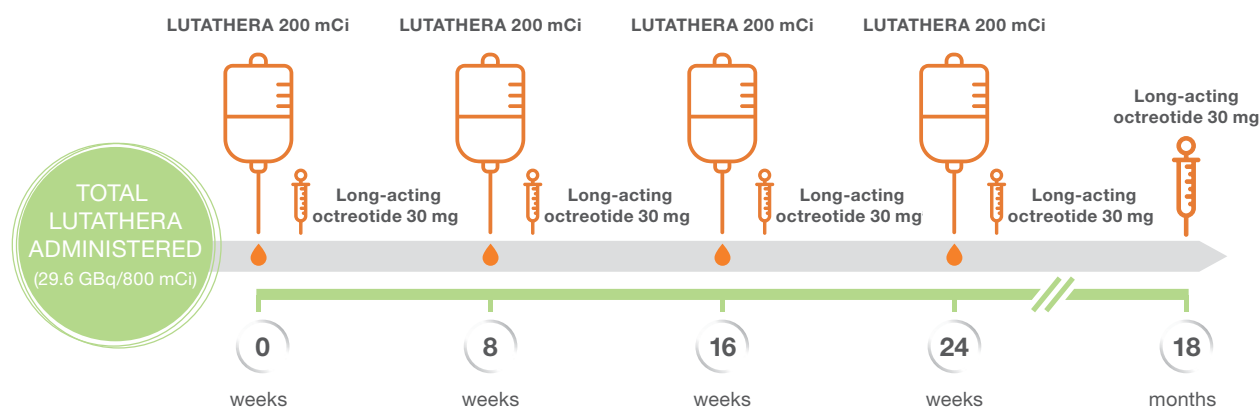 LUTATHERA 200 mCi
LUTATHERA 200 mCi
LUTATHERA 200 mCi
LUTATHERA 200 mCi
Long-acting
octreotide 30 mg
TOTAL
LUTATHERA
ADMINISTERED
(29.6 GBq/800 mCi)
Long-acting
octreotide 30 mg
Long-acting
octreotide 30 mg
Long-acting
octreotide 30 mg
Long-acting
octreotide 30 mg
0
weeks
8
weeks
16
weeks
24
weeks
18
months